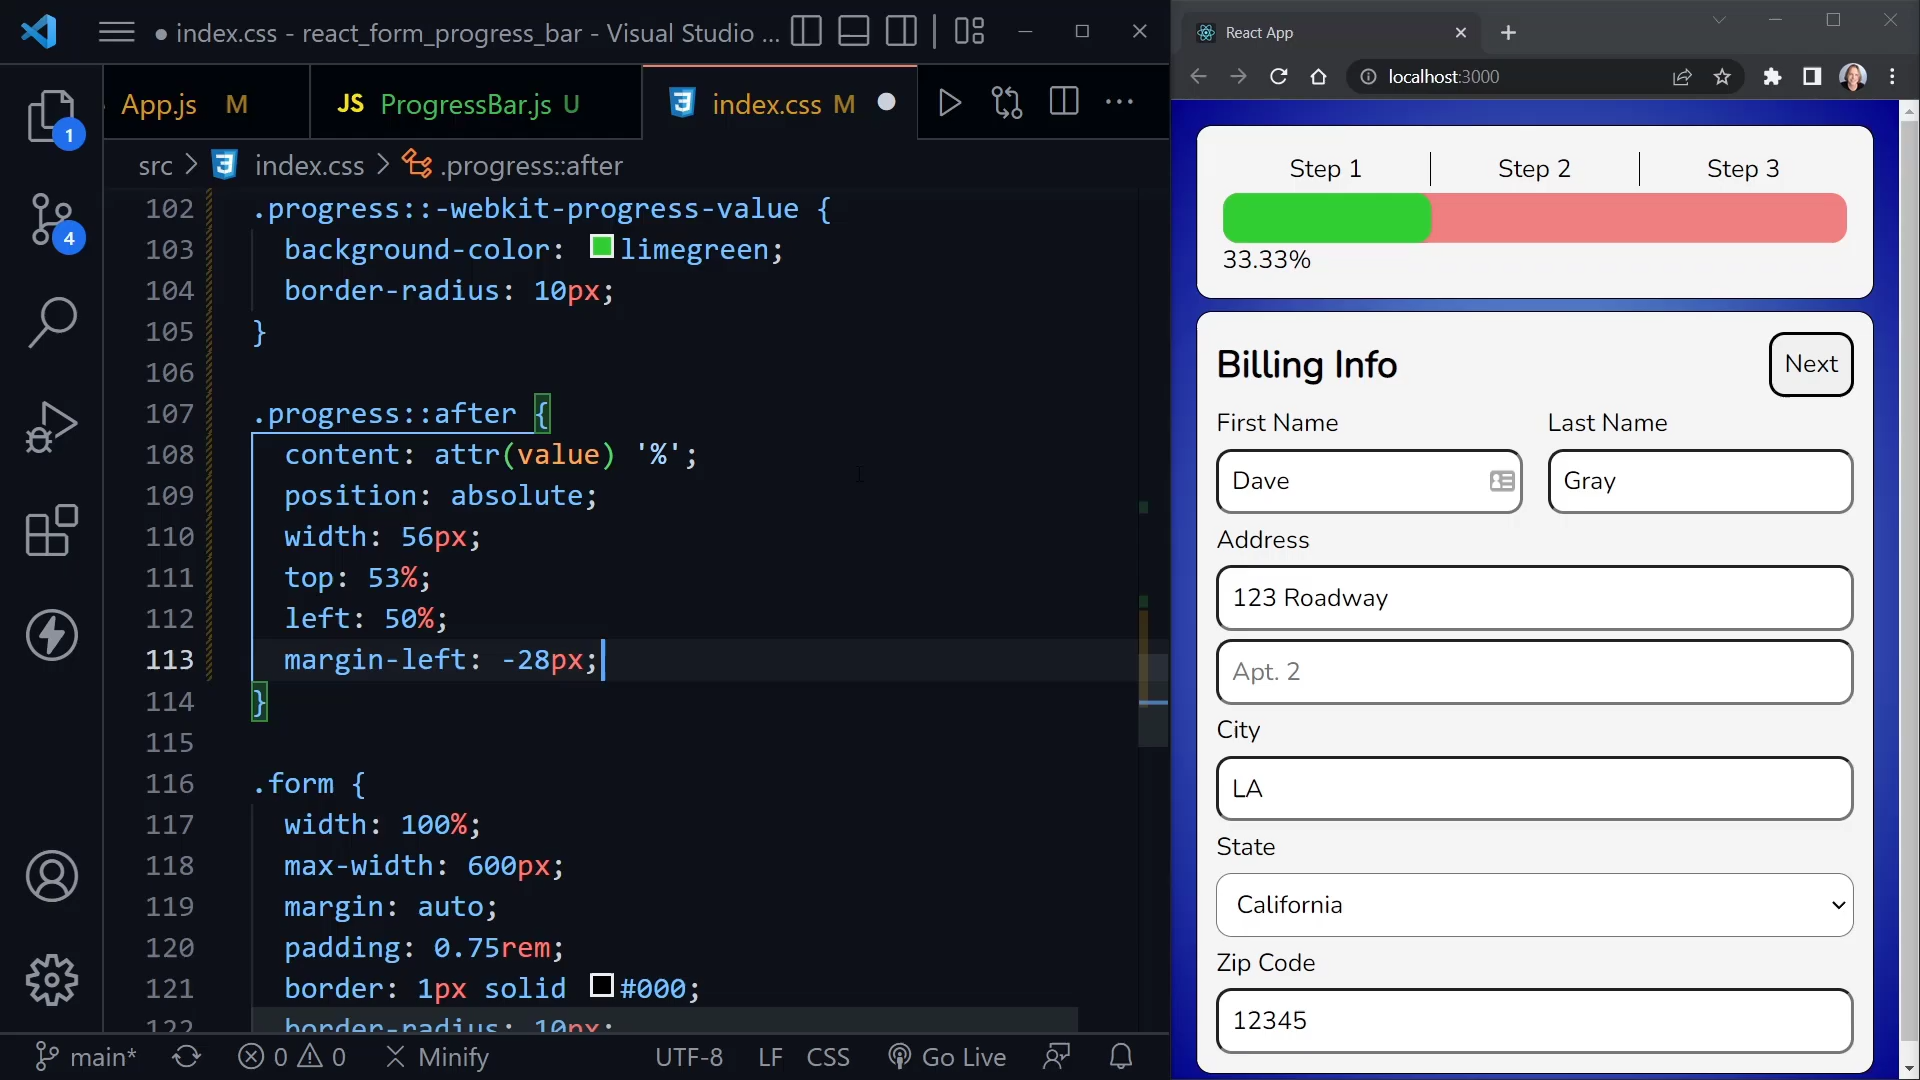 index.css - react_form_progress_bar - Visual Studio ...
App.js M
JS ProgressBar.js U
index.css M
src > index.css > .progress::after
102 .progress::-webkit-progress-value {
103 background-color: limegreen;
104 border-radius: 10px;
105 }
106
107 .progress::after {
108 content: attr(value) '%';
109 position: absolute;
110 width: 56px;
111 top: 53%;
112 left: 50%;
113 margin-left: -28px;
114 }
115
116 .form {
117 width: 100%;
118 max-width: 600px;
119 margin: auto;
120 padding: 0.75rem;
121 border: 1px solid #000;
122 border-radius: 10px;
1
4
main* 0 0 Minify UTF-8 LF CSS Go Live
React App
localhost:3000
Step 1 Step 2 Step 3
33.33%
Billing Info
Next
First Name
Last Name
Dave
Gray
Address
123 Roadway
Apt. 2
City
LA
State
California
Zip Code
12345